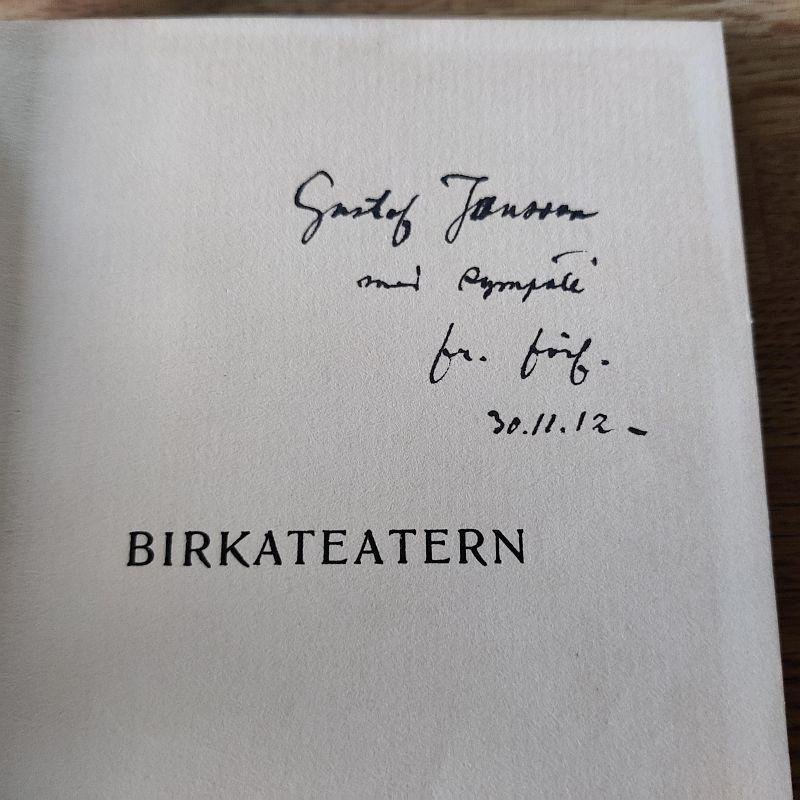 Gustaf Jansson
med sympati
fr. förf.
30.11.12 –
BIRKATEATERN